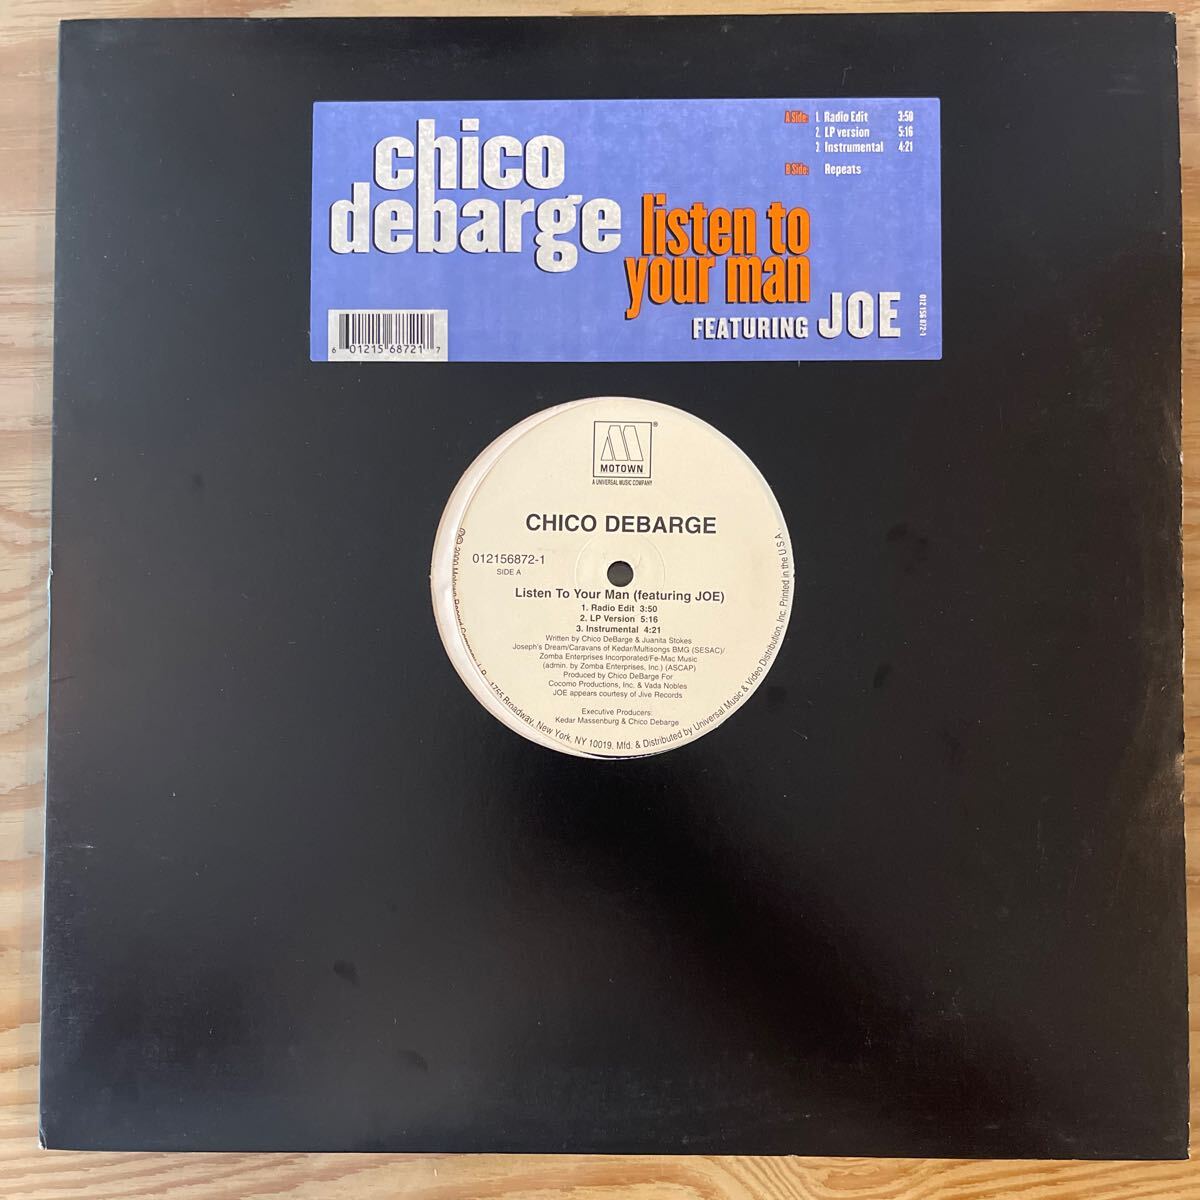 chico
debarge
listen to
your man
FEATURING JOE
A Side: 1. Radio Edit 3:50
2. LP version 5:16
3. Instrumental 4:21
B Side: Repeats
012 156 872-1
6 01215 68721 7
MOTOWN
®
A UNIVERSAL MUSIC COMPANY
CHICO DEBARGE
012156872-1
SIDE A
Listen To Your Man (featuring JOE)
1. Radio Edit 3:50
2. LP Version 5:16
3. Instrumental 4:21
Written by Chico DeBarge & Juanita Stokes
Joseph's Dream/Caravans of Kedar/Multisongs BMG (SESAC)/
Zomba Enterprises Incorporated/Fe-Mac Music
(admin. by Zomba Enterprises, Inc.) (ASCAP)
Produced by Chico DeBarge For
Cocomo Productions, Inc. & Vada Nobles
JOE appears courtesy of Jive Records
Executive Producers:
Kedar Massenburg & Chico Debarge
2000 Motown Record 1755 Broadway, New York, NY 10019. Mfd. & Distributed by Universal Music & Video Distribution, Inc. Printed in the U.S.A.